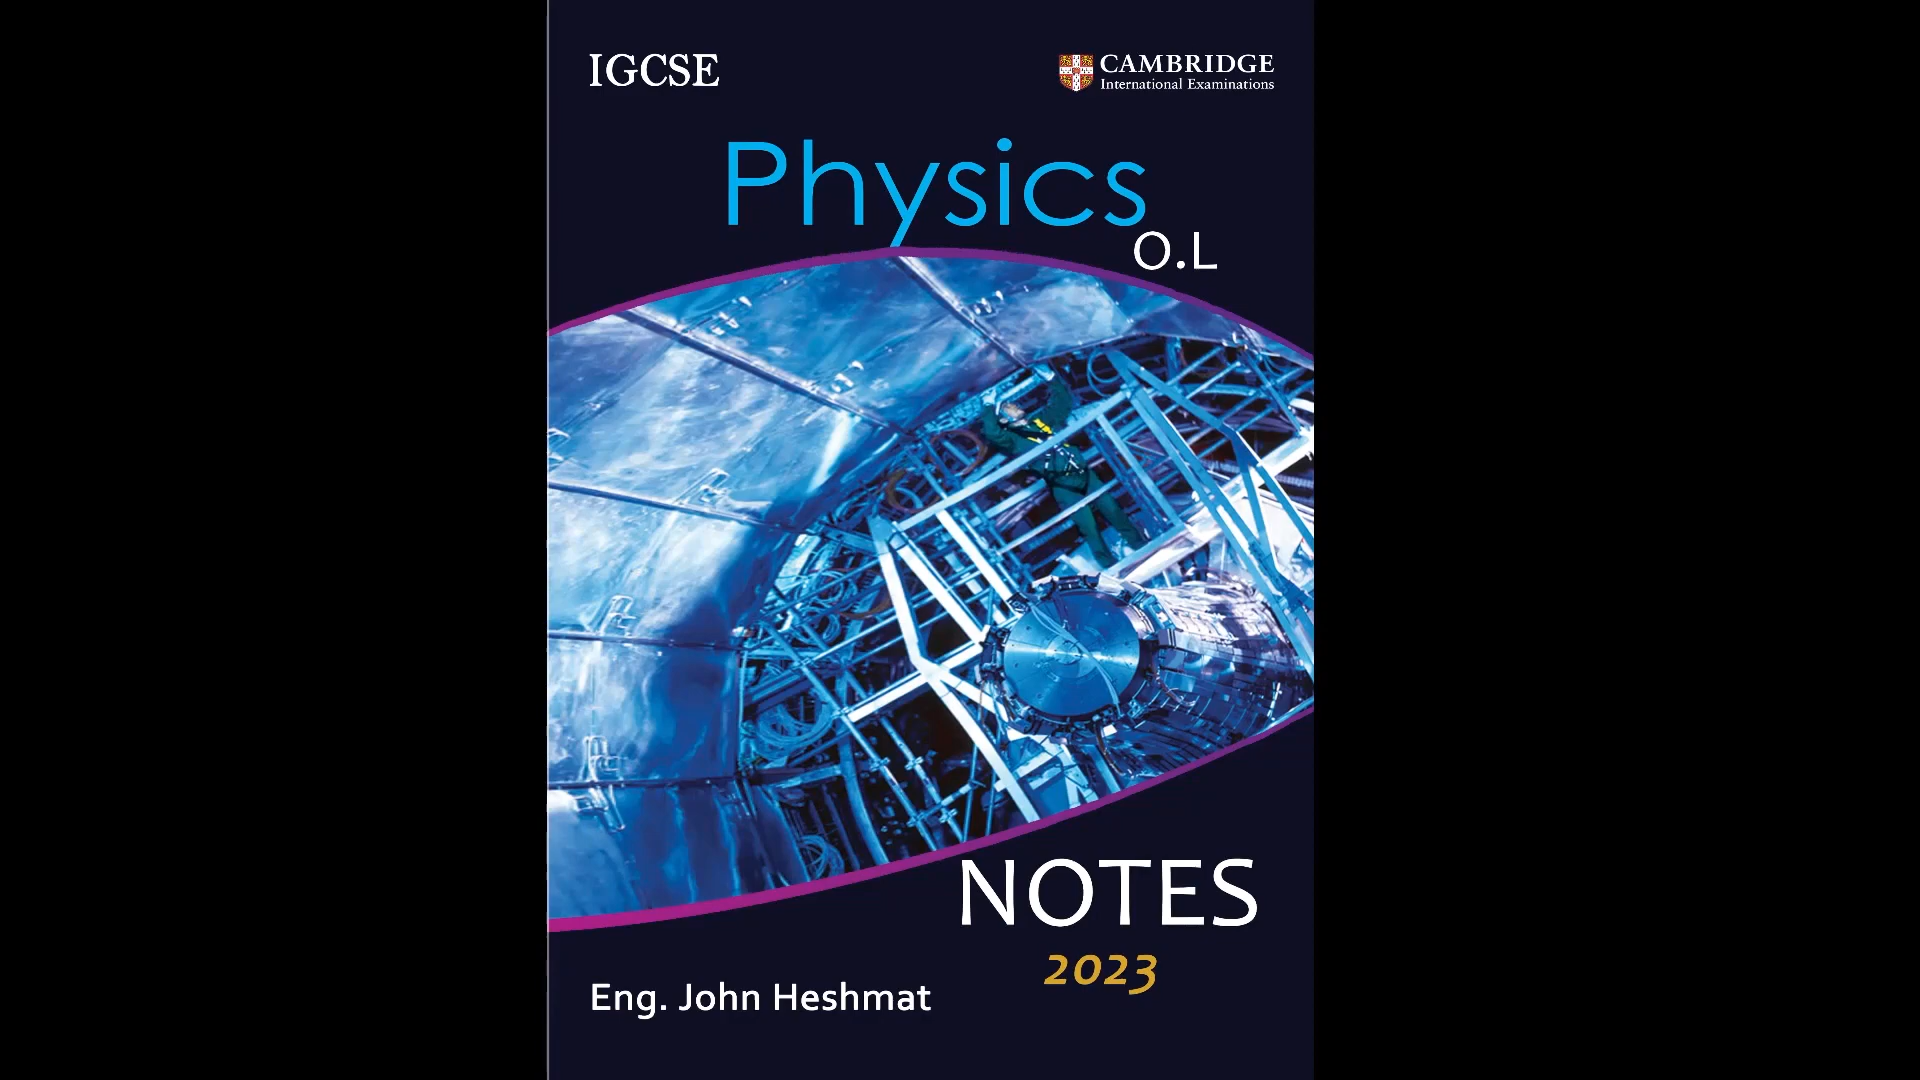 IGCSE
CAMBRIDGE
International Examinations
Physics
O.L
NOTES
2023
Eng. John Heshmat